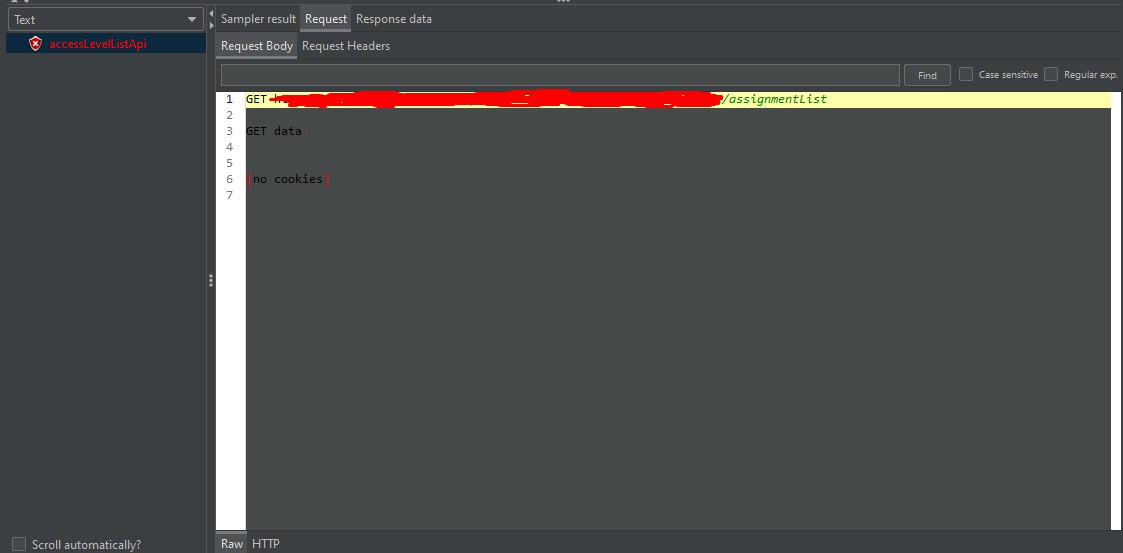 Text
accessLevelListApi
Scroll automatically?
Sampler result Request Response data
Request Body Request Headers
Find Case sensitive Regular exp.
1 GET /assignmentList
2
3 GET data:
4
5
6 [no cookies]
7
Raw HTTP